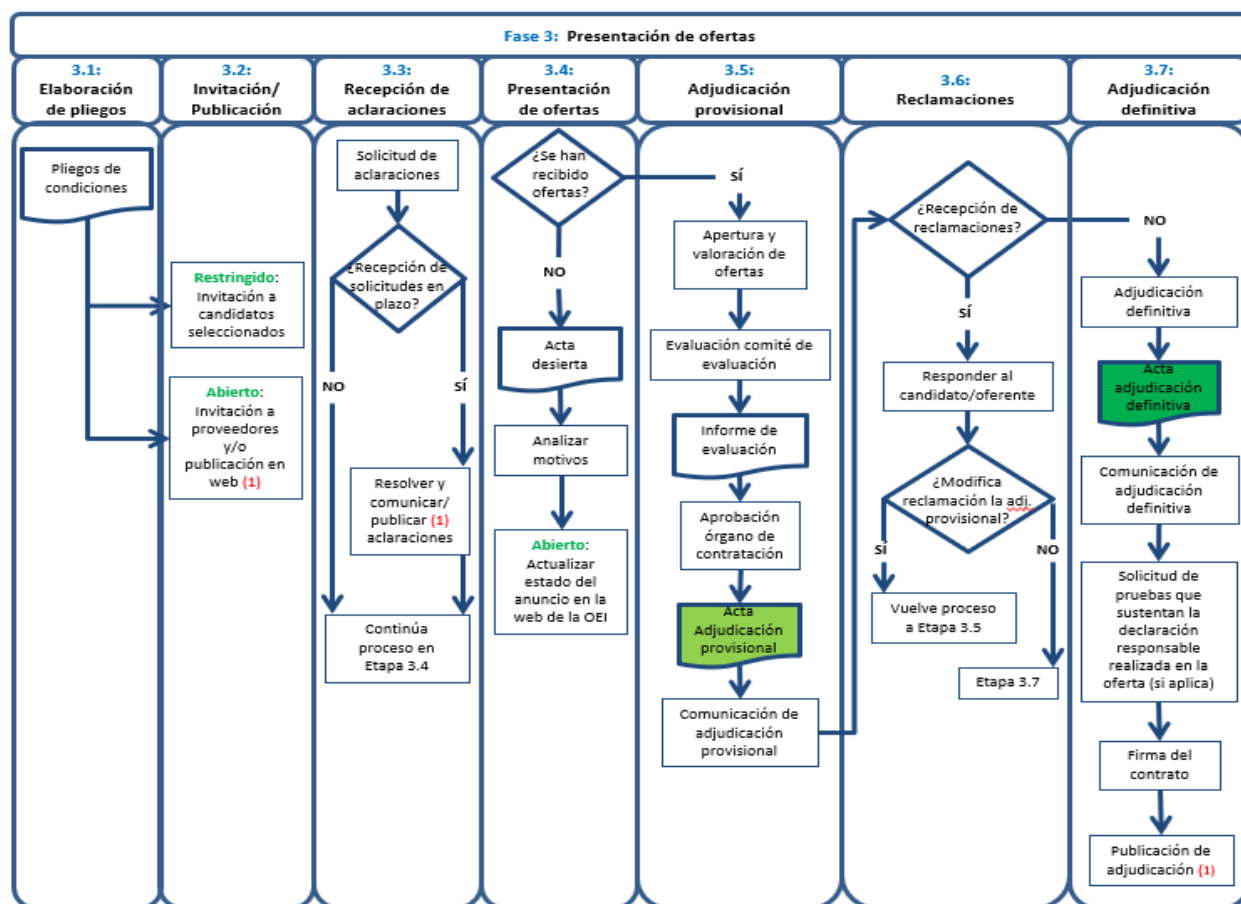 Fase 3: Presentación de ofertas
3.1:
Elaboración
de pliegos
3.2:
Invitación/
Publicación
3.3:
Recepción de
aclaraciones
3.4:
Presentación
de ofertas
3.5:
Adjudicación
provisional
3.6:
Reclamaciones
3.7:
Adjudicación
definitiva
Pliegos de
condiciones
Restringido:
Invitación a
candidatos
seleccionados
Abierto:
Invitación a
proveedores
y/o
publicación en
web (1)
Solicitud de
aclaraciones
¿Recepción de
solicitudes en
plazo?
NO
SÍ
Resolver y
comunicar/
publicar (1)
aclaraciones
Continúa
proceso en
Etapa 3.4
¿Se han
recibido
ofertas?
SÍ
NO
Acta
desierta
Analizar
motivos
Abierto:
Actualizar
estado del
anuncio en la
web de la OEI
Apertura y
valoración de
ofertas
Evaluación comité de
evaluación
Informe de
evaluación
Aprobación
órgano de
contratación
Acta
Adjudicación
provisional
Comunicación de
adjudicación
provisional
¿Recepción de
reclamaciones?
NO
SÍ
Responder al
candidato/oferente
¿Modifica
reclamación la adj.
provisional?
SÍ
NO
Vuelve proceso
a Etapa 3.5
Etapa 3.7
Adjudicación
definitiva
Acta
adjudicación
definitiva
Comunicación de
adjudicación
definitiva
Solicitud de
pruebas que
sustentan la
declaración
responsable
realizada en la
oferta (si aplica)
Firma del
contrato
Publicación de
adjudicación (1)